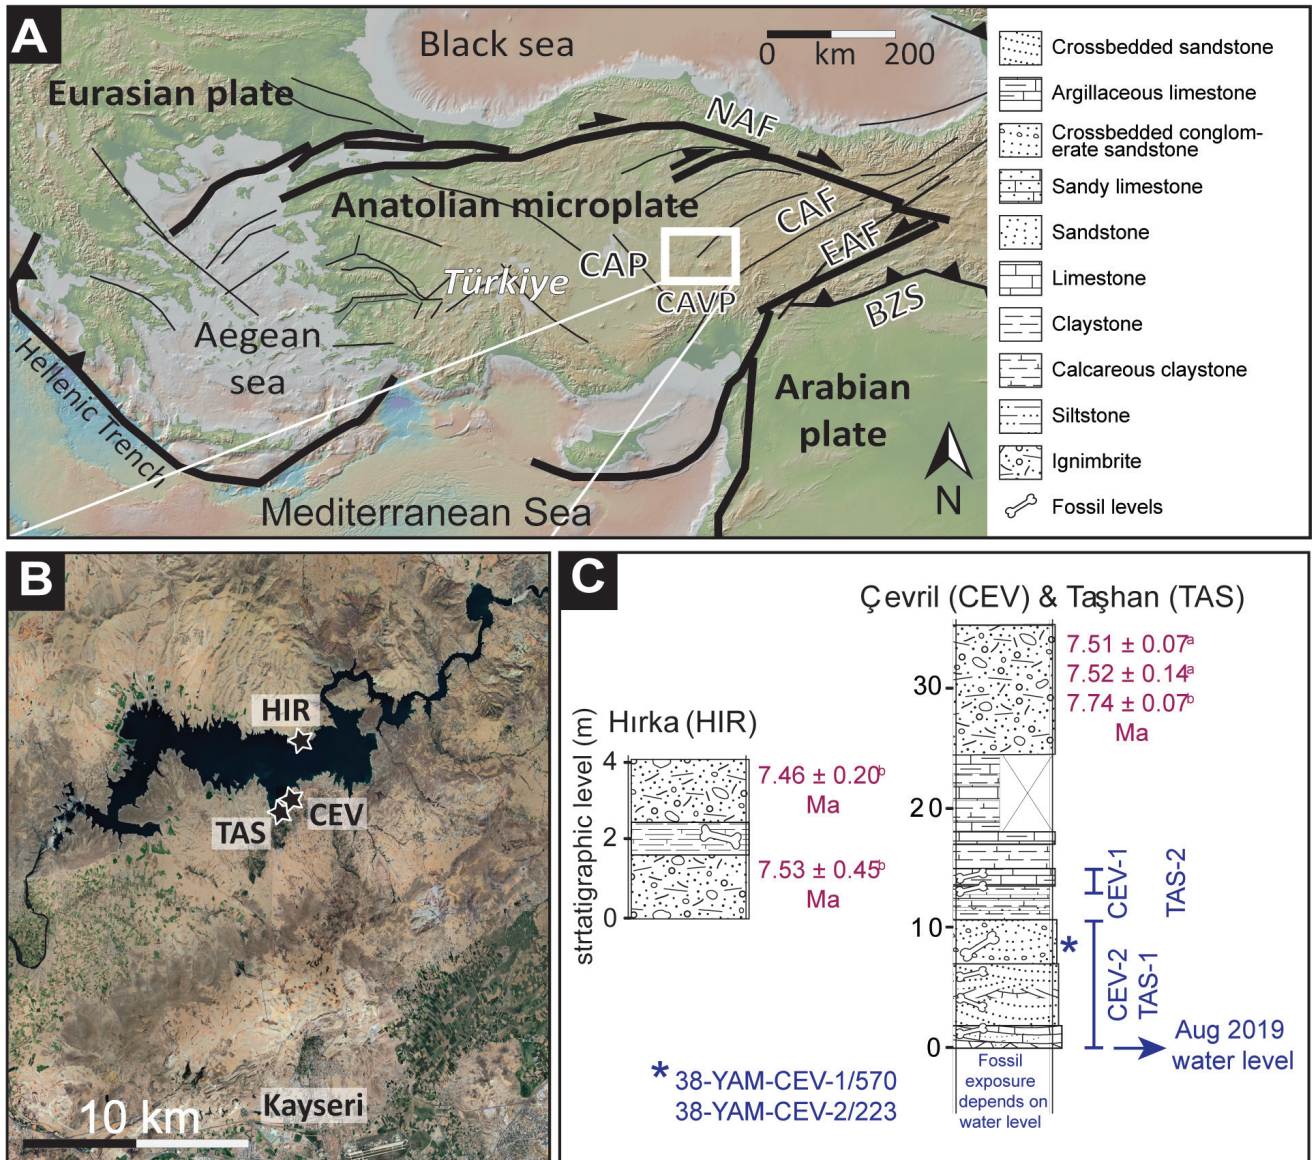 A
Black sea
0 km 200
Eurasian plate
NAF
Anatolian microplate
CAF
EAF
CAP
Türkiye
CAVP
BZS
Aegean
sea
Hellenic Trench
Arabian
plate
N
Mediterranean Sea
Crossbedded sandstone
Argillaceous limestone
Crossbedded conglom-
erate sandstone
Sandy limestone
Sandstone
Limestone
Claystone
Calcareous claystone
Siltstone
Ignimbrite
Fossil levels
B
HIR
CEV
TAS
Kayseri
10 km
C
Çevril (CEV) & Taşhan (TAS)
7.51 ± 0.07ᵃ
7.52 ± 0.14ᵃ
7.74 ± 0.07ᵇ
Ma
30
20
10
0
Hırka (HIR)
strtatigraphic level (m)
4
2
0
7.46 ± 0.20ᵇ
Ma
7.53 ± 0.45ᵇ
Ma
CEV-1
TAS-2
*
CEV-2
TAS-1
Aug 2019
water level
Fossil
exposure
depends on
water level
* 38-YAM-CEV-1/570
38-YAM-CEV-2/223